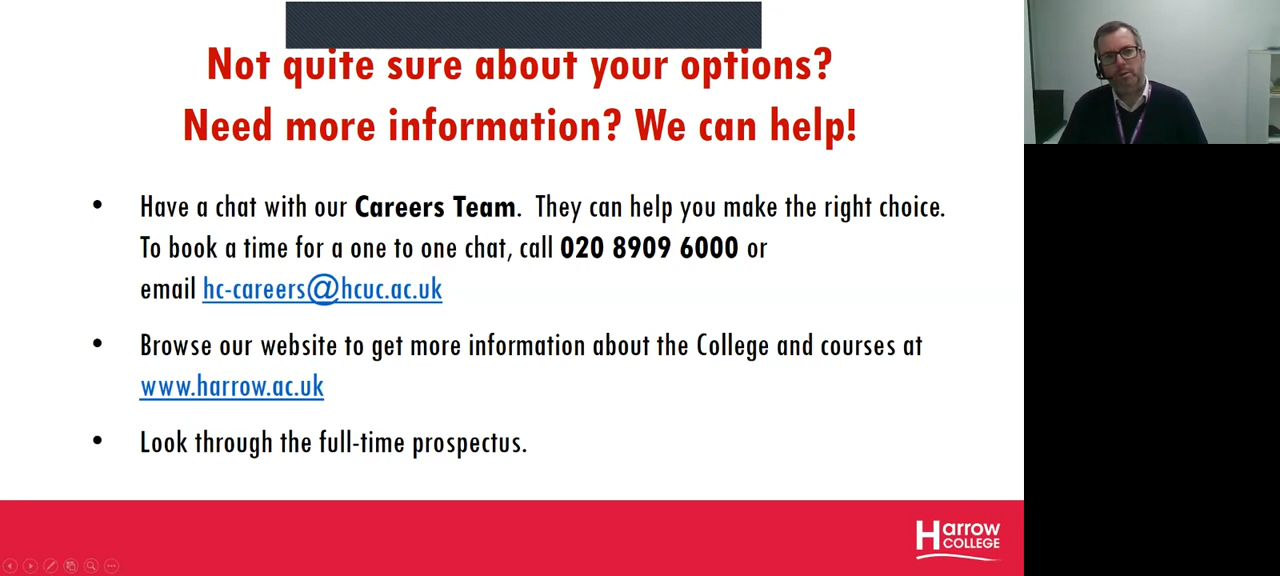 Not quite sure about your options?
Need more information? We can help!
• Have a chat with our Careers Team. They can help you make the right choice.
To book a time for a one to one chat, call 020 8909 6000 or
email hc-careers@hcuc.ac.uk
• Browse our website to get more information about the College and courses at
www.harrow.ac.uk
• Look through the full-time prospectus.
Harrow
COLLEGE